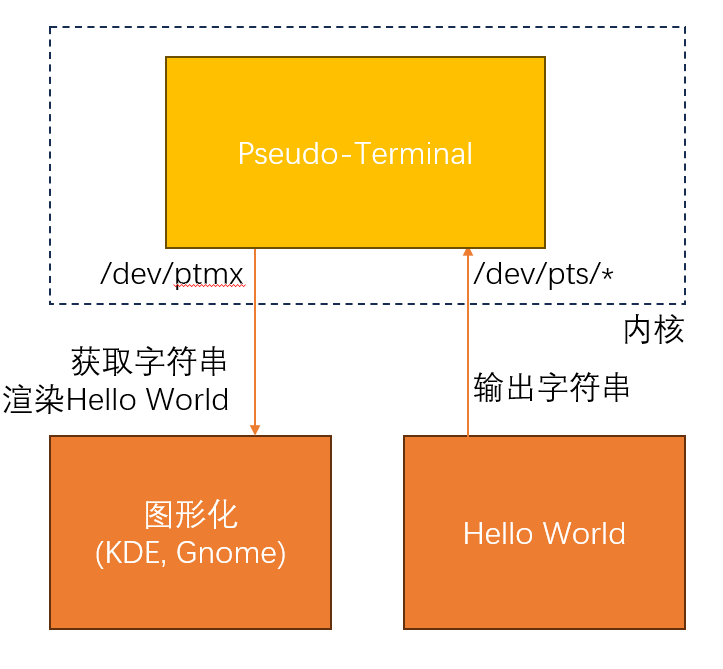 Pseudo-Terminal
/dev/ptmx
/dev/pts/*
内核
获取字符串
渲染Hello World
输出字符串
图形化
(KDE, Gnome)
Hello World